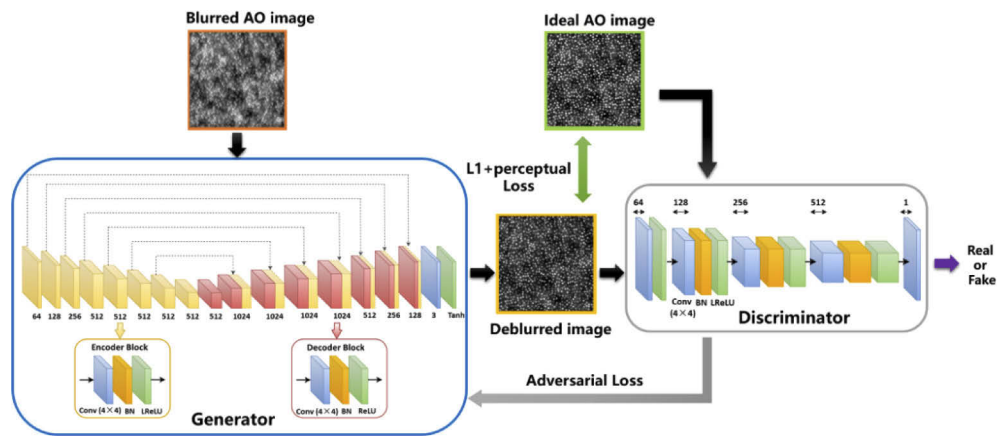 Blurred AO image
Ideal AO image
L1+perceptual
Loss
64 128 256 512 512 512 512 512 512 1024 1024 1024 1024 512 256 128 3 Tanh
Encoder Block
Conv (4×4) BN LReLU
Decoder Block
Conv (4×4) BN ReLU
Generator
Deblurred image
64 128 256 512 1
Conv BN LReLU
(4×4)
Discriminator
Real
or
Fake
Adversarial Loss